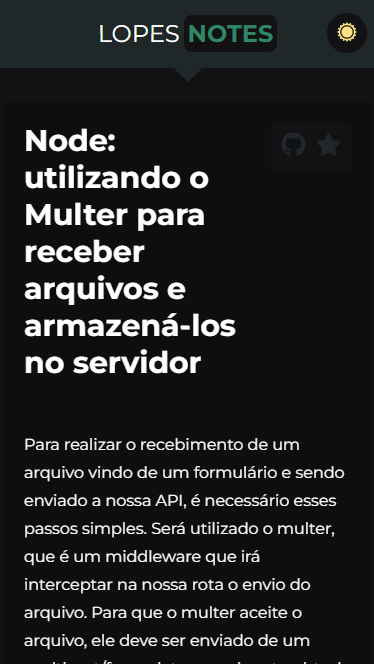 LOPES NOTES
Node:
utilizando o
Multer para
receber
arquivos e
armazená-los
no servidor
Para realizar o recebimento de um
arquivo vindo de um formulário e sendo
enviado a nossa API, é necessário esses
passos simples. Será utilizado o multer,
que é um middleware que irá
interceptar na nossa rota o envio do
arquivo. Para que o multer aceite o
arquivo, ele deve ser enviado de um